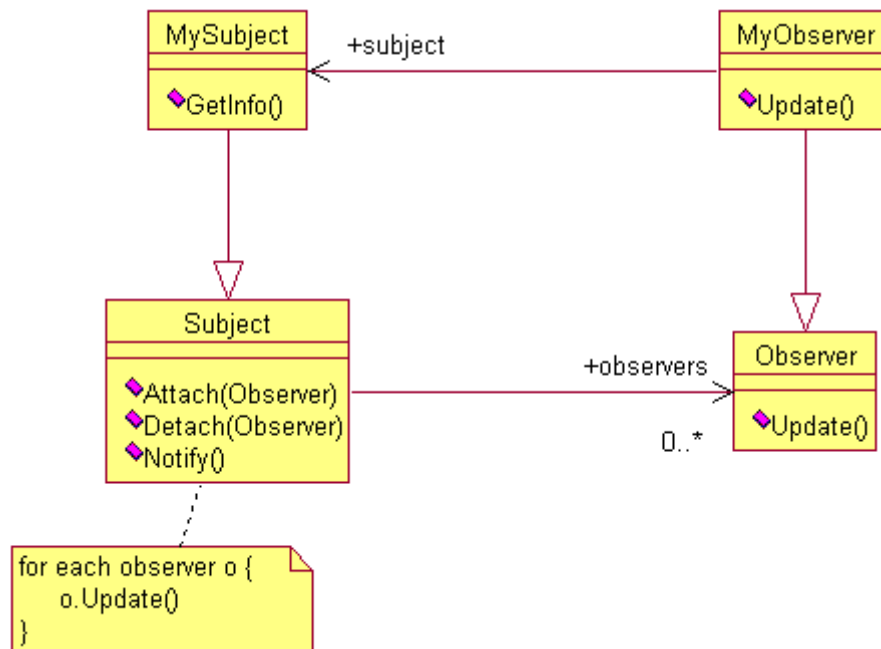 MySubject
GetInfo()
+subject
MyObserver
Update()
Subject
Attach(Observer)
Detach(Observer)
Notify()
+observers
0..*
Observer
Update()
for each observer o {
o.Update()
}